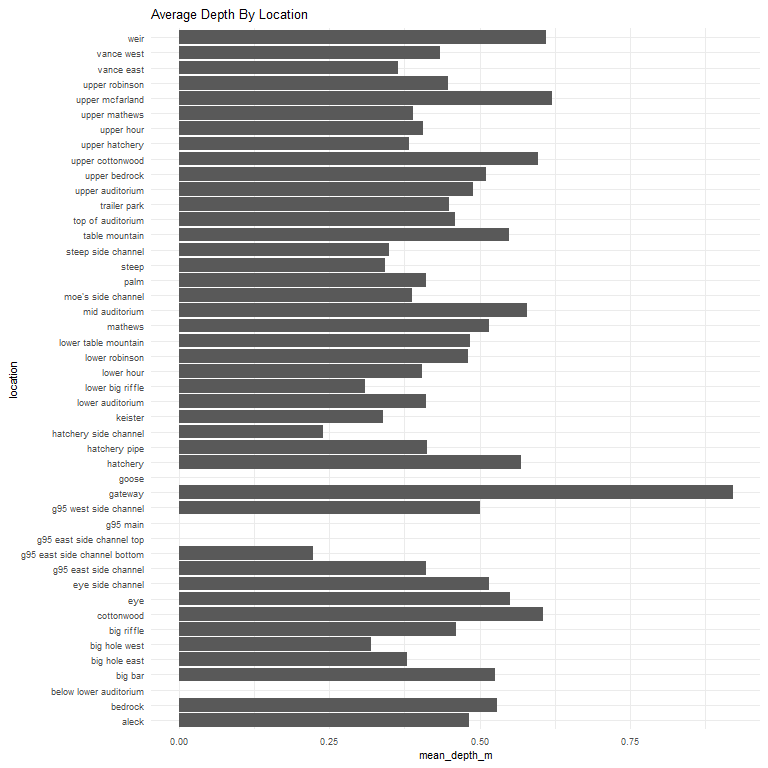 Average Depth By Location
weir
vance west
vance east
upper robinson
upper mcfarland
upper mathews
upper hour
upper hatchery
upper cottonwood
upper bedrock
upper auditorium
trailer park
top of auditorium
table mountain
steep side channel
steep
palm
moe's side channel
mid auditorium
mathews
lower table mountain
lower robinson
lower hour
lower big riffle
lower auditorium
keister
hatchery side channel
hatchery pipe
hatchery
goose
gateway
g95 west side channel
g95 main
g95 east side channel top
g95 east side channel bottom
g95 east side channel
eye side channel
eye
cottonwood
big riffle
big hole west
big hole east
big bar
below lower auditorium
bedrock
aleck
location
0.00 0.25 0.50 0.75
mean_depth_m